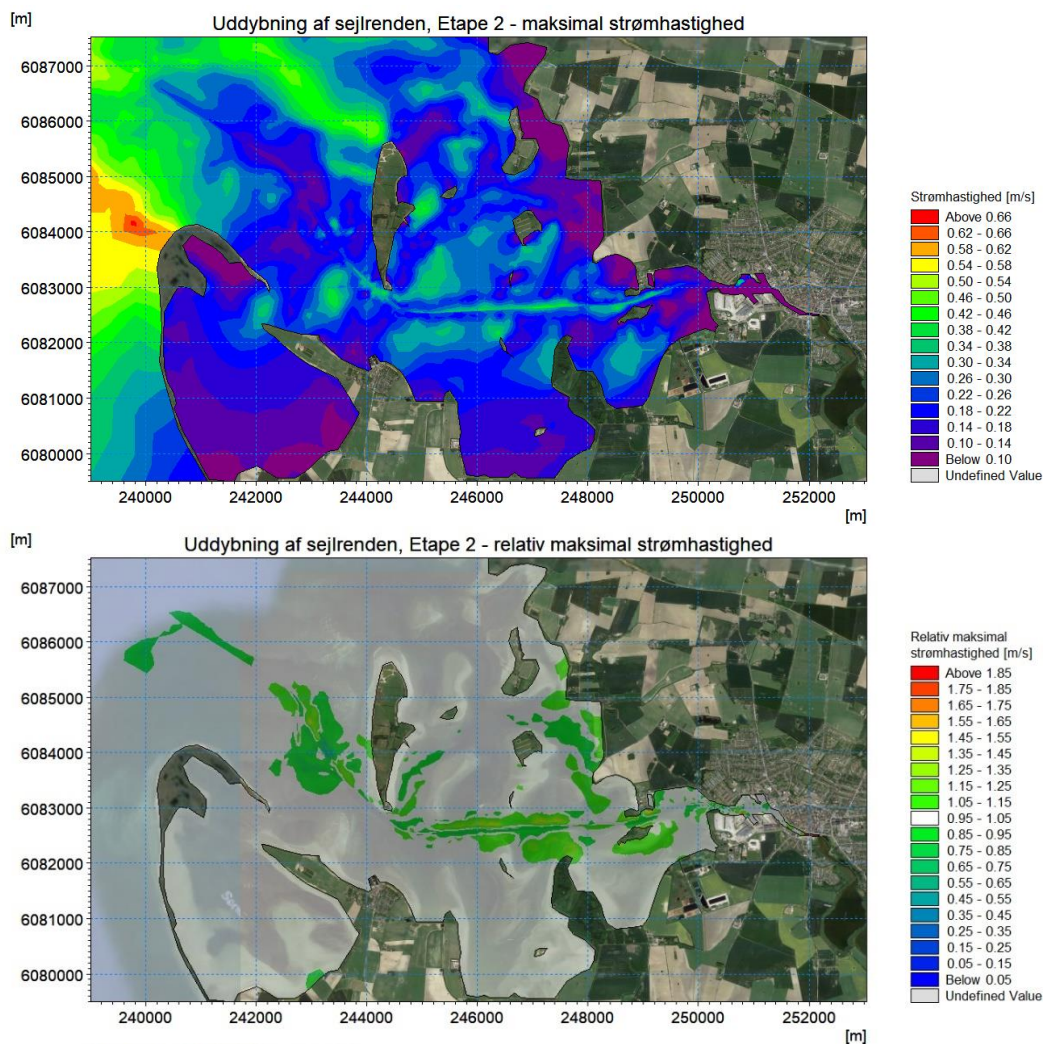 [m]
Uddybning af sejlrenden, Etape 2 - maksimal strømhastighed
6087000
6086000
6085000
6084000
6083000
6082000
6081000
6080000
240000 242000 244000 246000 248000 250000 252000
[m]
Strømhastighed [m/s]
Above 0.66
0.62 - 0.66
0.58 - 0.62
0.54 - 0.58
0.50 - 0.54
0.46 - 0.50
0.42 - 0.46
0.38 - 0.42
0.34 - 0.38
0.30 - 0.34
0.26 - 0.30
0.22 - 0.26
0.18 - 0.22
0.14 - 0.18
0.10 - 0.14
Below 0.10
Undefined Value
[m]
Uddybning af sejlrenden, Etape 2 - relativ maksimal strømhastighed
6087000
6086000
6085000
6084000
6083000
6082000
6081000
6080000
240000 242000 244000 246000 248000 250000 252000
[m]
Relativ maksimal
strømhastighed [m/s]
Above 1.85
1.75 - 1.85
1.65 - 1.75
1.55 - 1.65
1.45 - 1.55
1.35 - 1.45
1.25 - 1.35
1.15 - 1.25
1.05 - 1.15
0.95 - 1.05
0.85 - 0.95
0.75 - 0.85
0.65 - 0.75
0.55 - 0.65
0.45 - 0.55
0.35 - 0.45
0.25 - 0.35
0.15 - 0.25
0.05 - 0.15
Below 0.05
Undefined Value